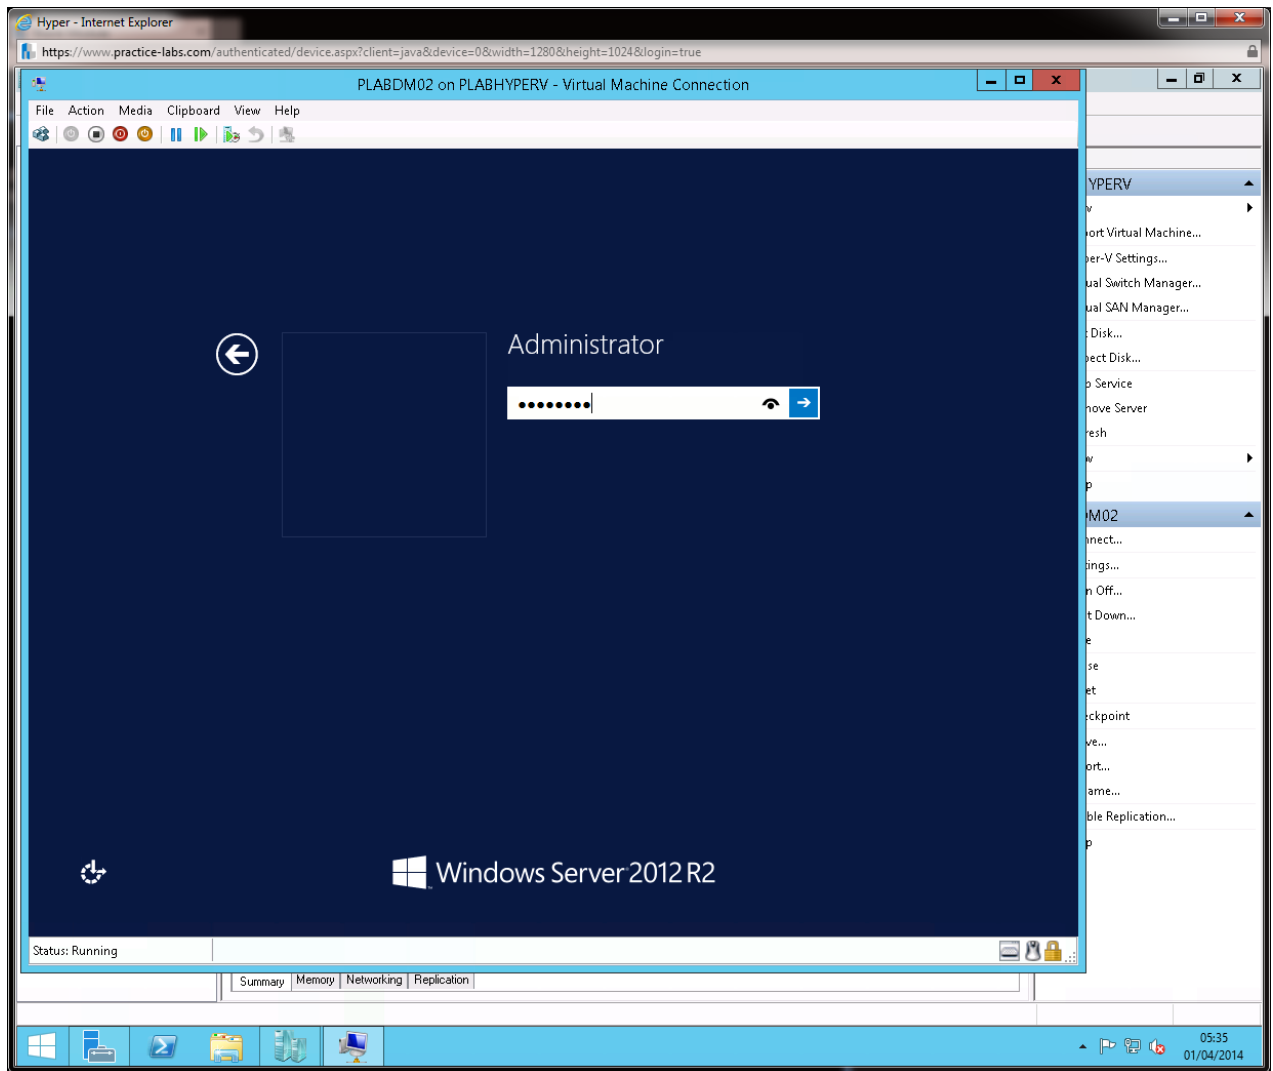 Hyper - Internet Explorer
https://www.practice-labs.com/authenticated/device.aspx?client=java&device=0&width=1280&height=1024&login=true
PLABDM02 on PLABHYPERV - Virtual Machine Connection
File Action Media Clipboard View Help
YPERV
ort Virtual Machine...
er-V Settings...
ual Switch Manager...
ual SAN Manager...
Disk...
ect Disk...
Service
ove Server
resh
Administrator
M02
nnect...
ings...
n Off...
t Down...
e
se
et
eckpoint
ve...
ort...
ame...
ble Replication...
p
Windows Server 2012 R2
Status: Running
Summary Memory Networking Replication
05:35
01/04/2014